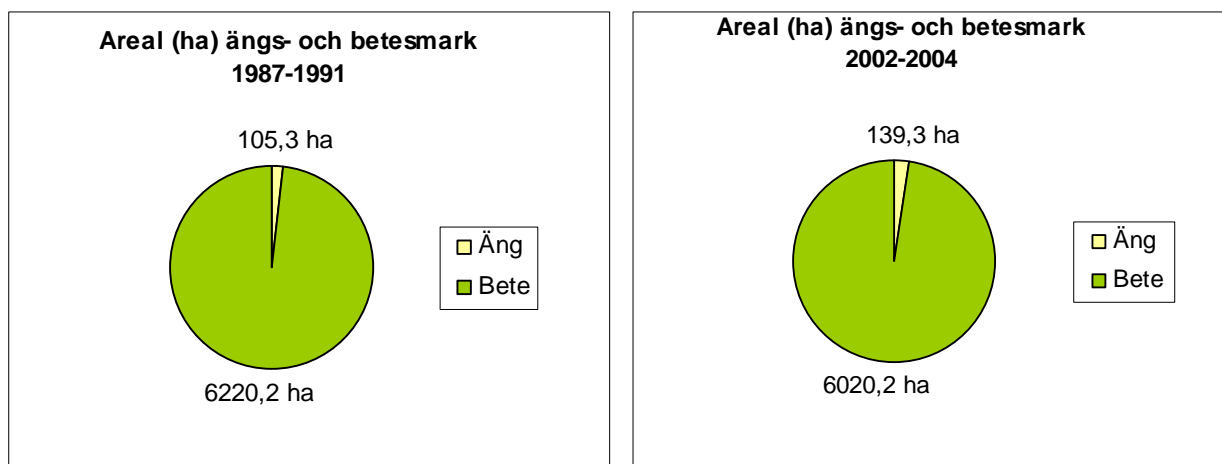 Areal (ha) ängs- och betesmark
1987-1991
105,3 ha
Äng
Bete
6220,2 ha
Areal (ha) ängs- och betesmark
2002-2004
139,3 ha
Äng
Bete
6020,2 ha